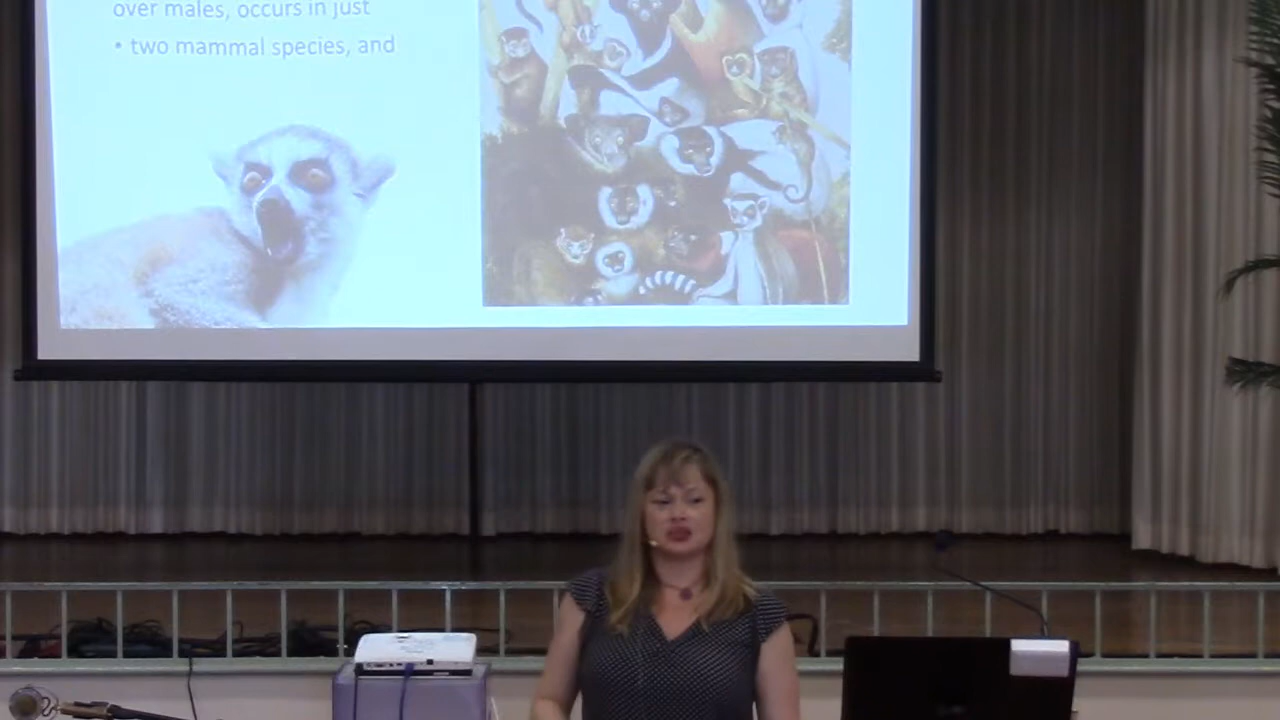 over males, occurs in just
• two mammal species, and